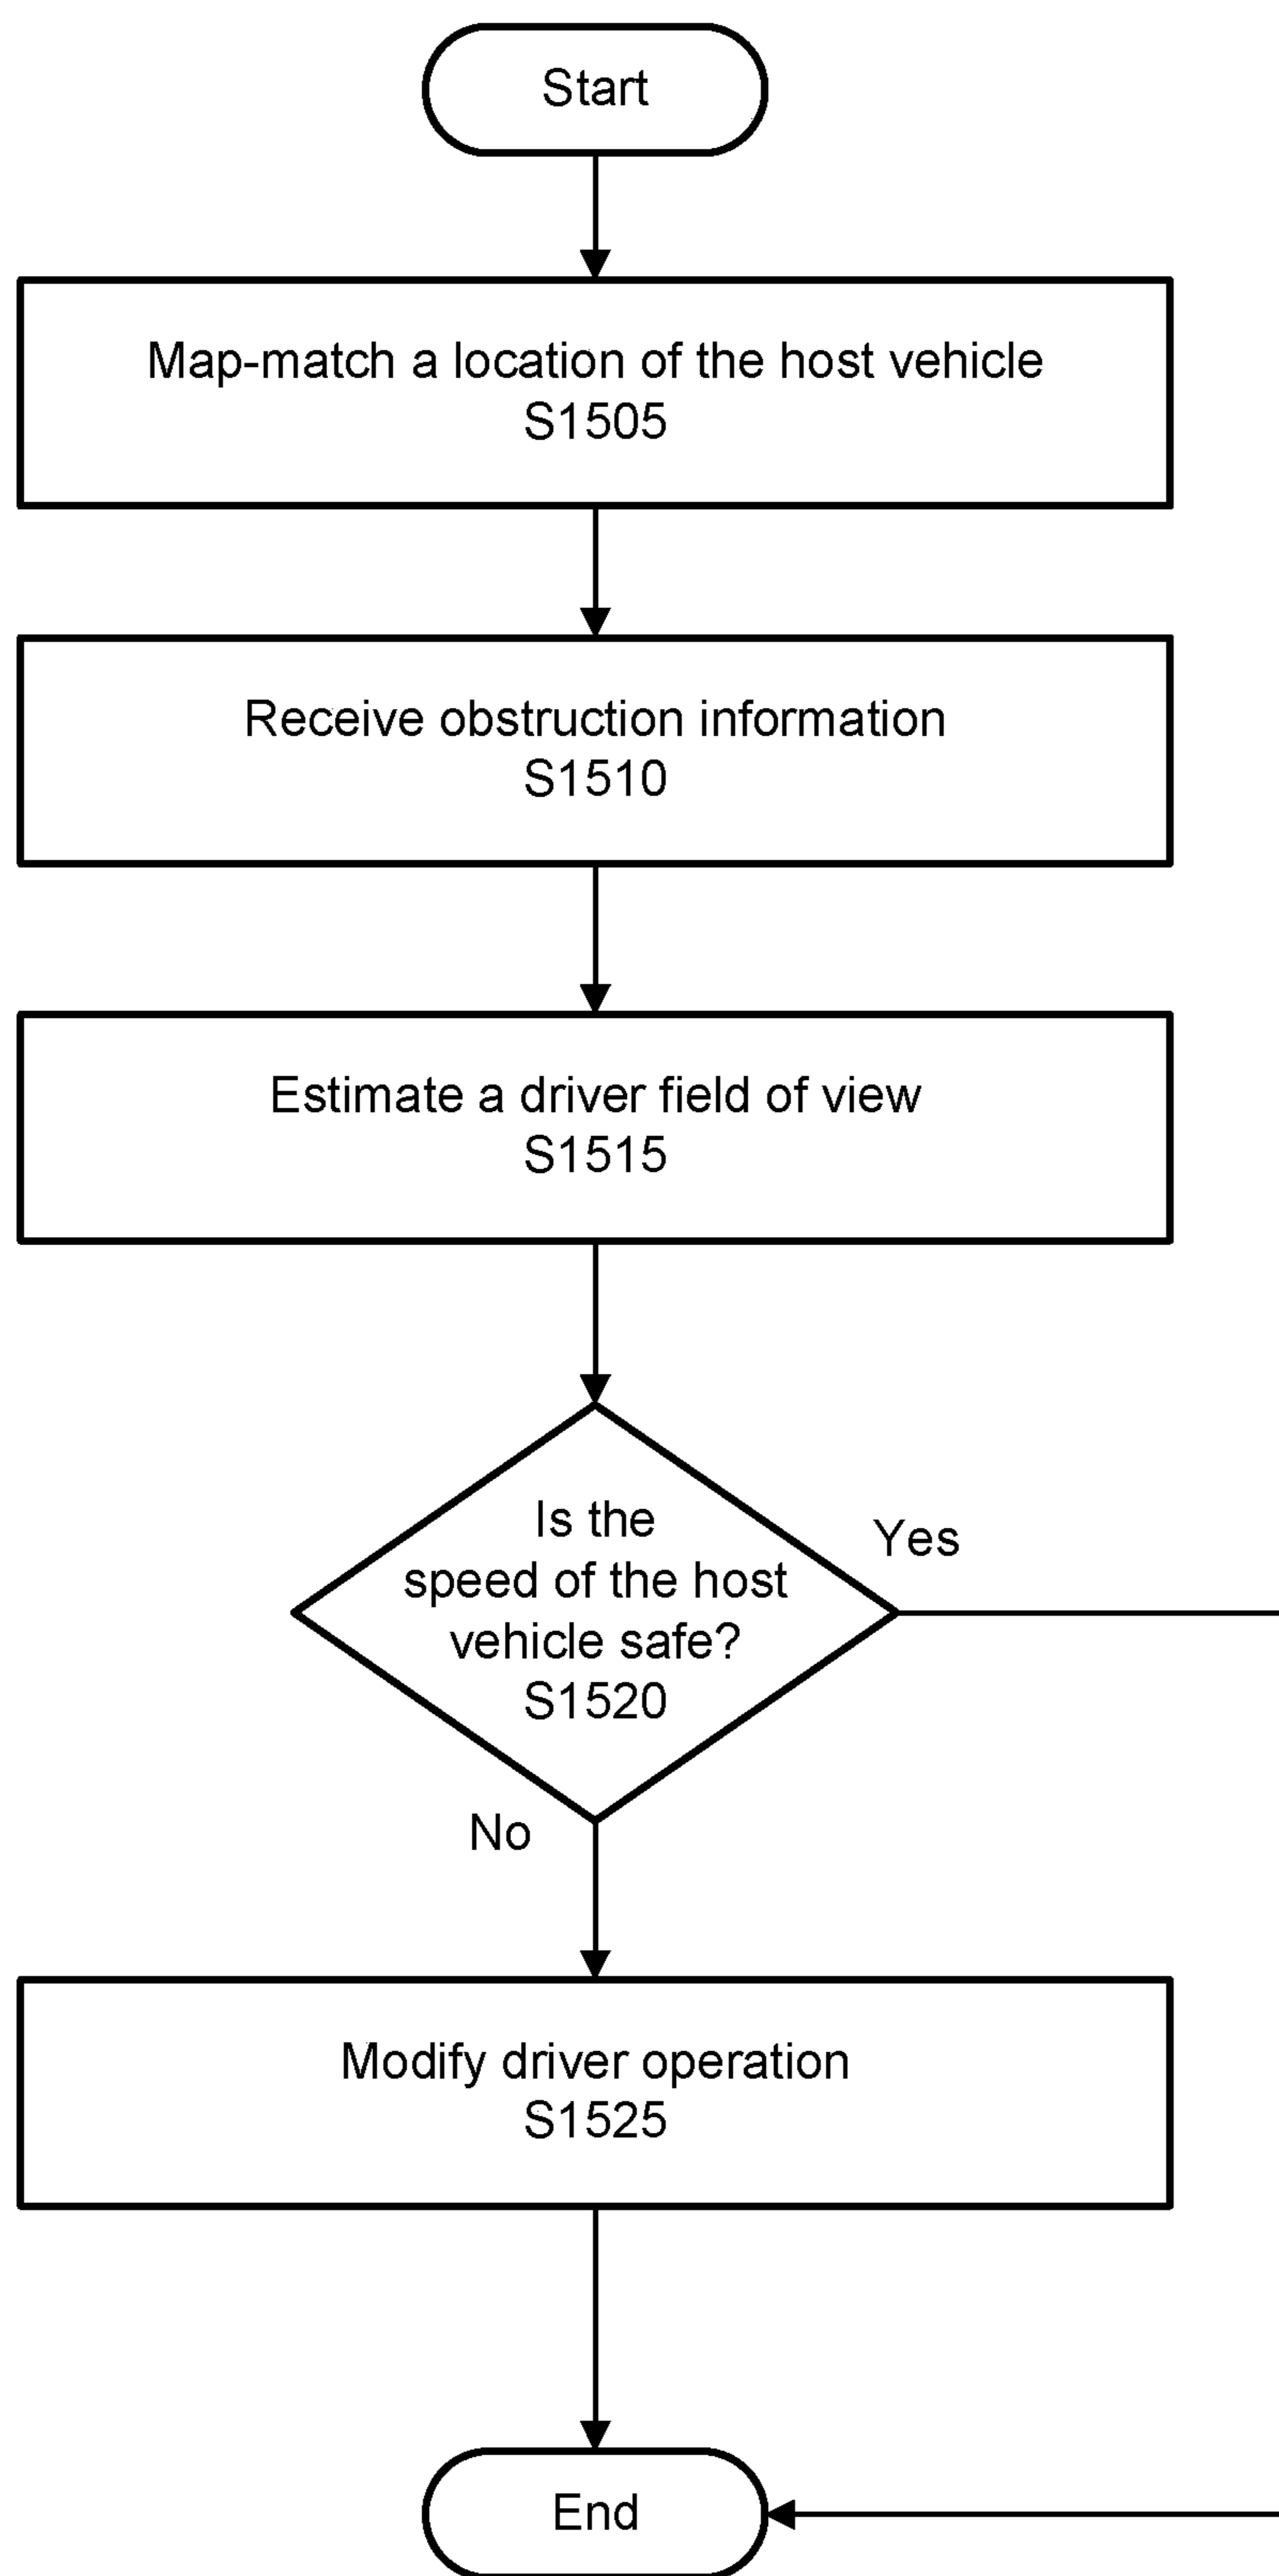 Start
Map-match a location of the host vehicle
S1505
Receive obstruction information
S1510
Estimate a driver field of view
S1515
Is the
speed of the host
vehicle safe?
S1520
Yes
No
Modify driver operation
S1525
End